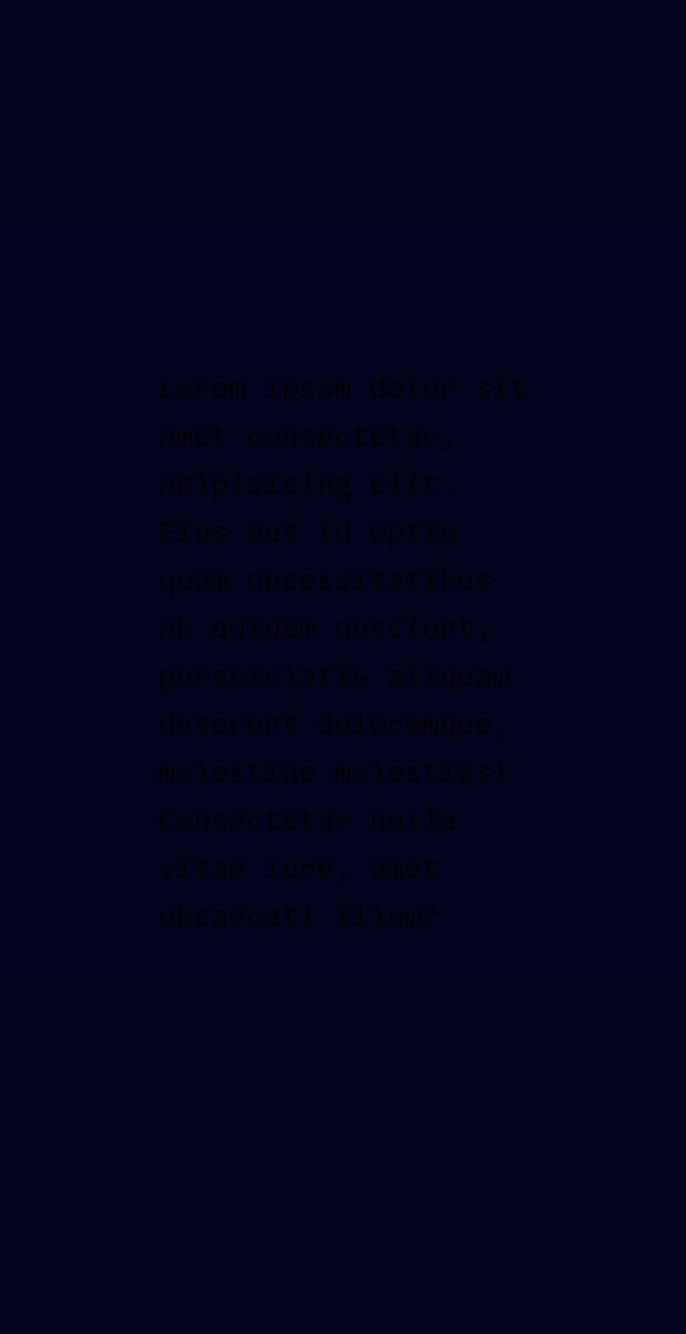 Lorem ipsum dolor sit
amet consectetur,
adipisicing elit.
Eius aut id optio
quam necessitatibus
ab quidem nesciunt,
perspiciatis aliquam
deserunt doloremque,
molestiae molestias!
Consectetur nulla
vitae iure, amet
obcaecati illum?